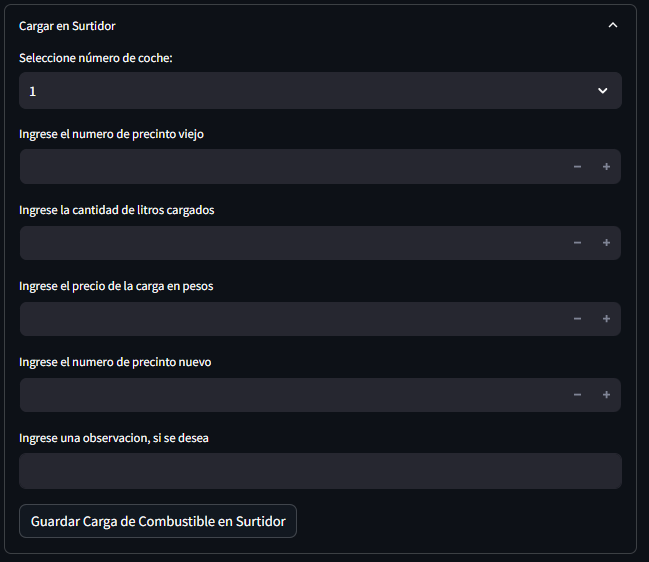 Cargar en Surtidor
Seleccione número de coche:
1
Ingrese el numero de precinto viejo
Ingrese la cantidad de litros cargados
Ingrese el precio de la carga en pesos
Ingrese el numero de precinto nuevo
Ingrese una observacion, si se desea
Guardar Carga de Combustible en Surtidor